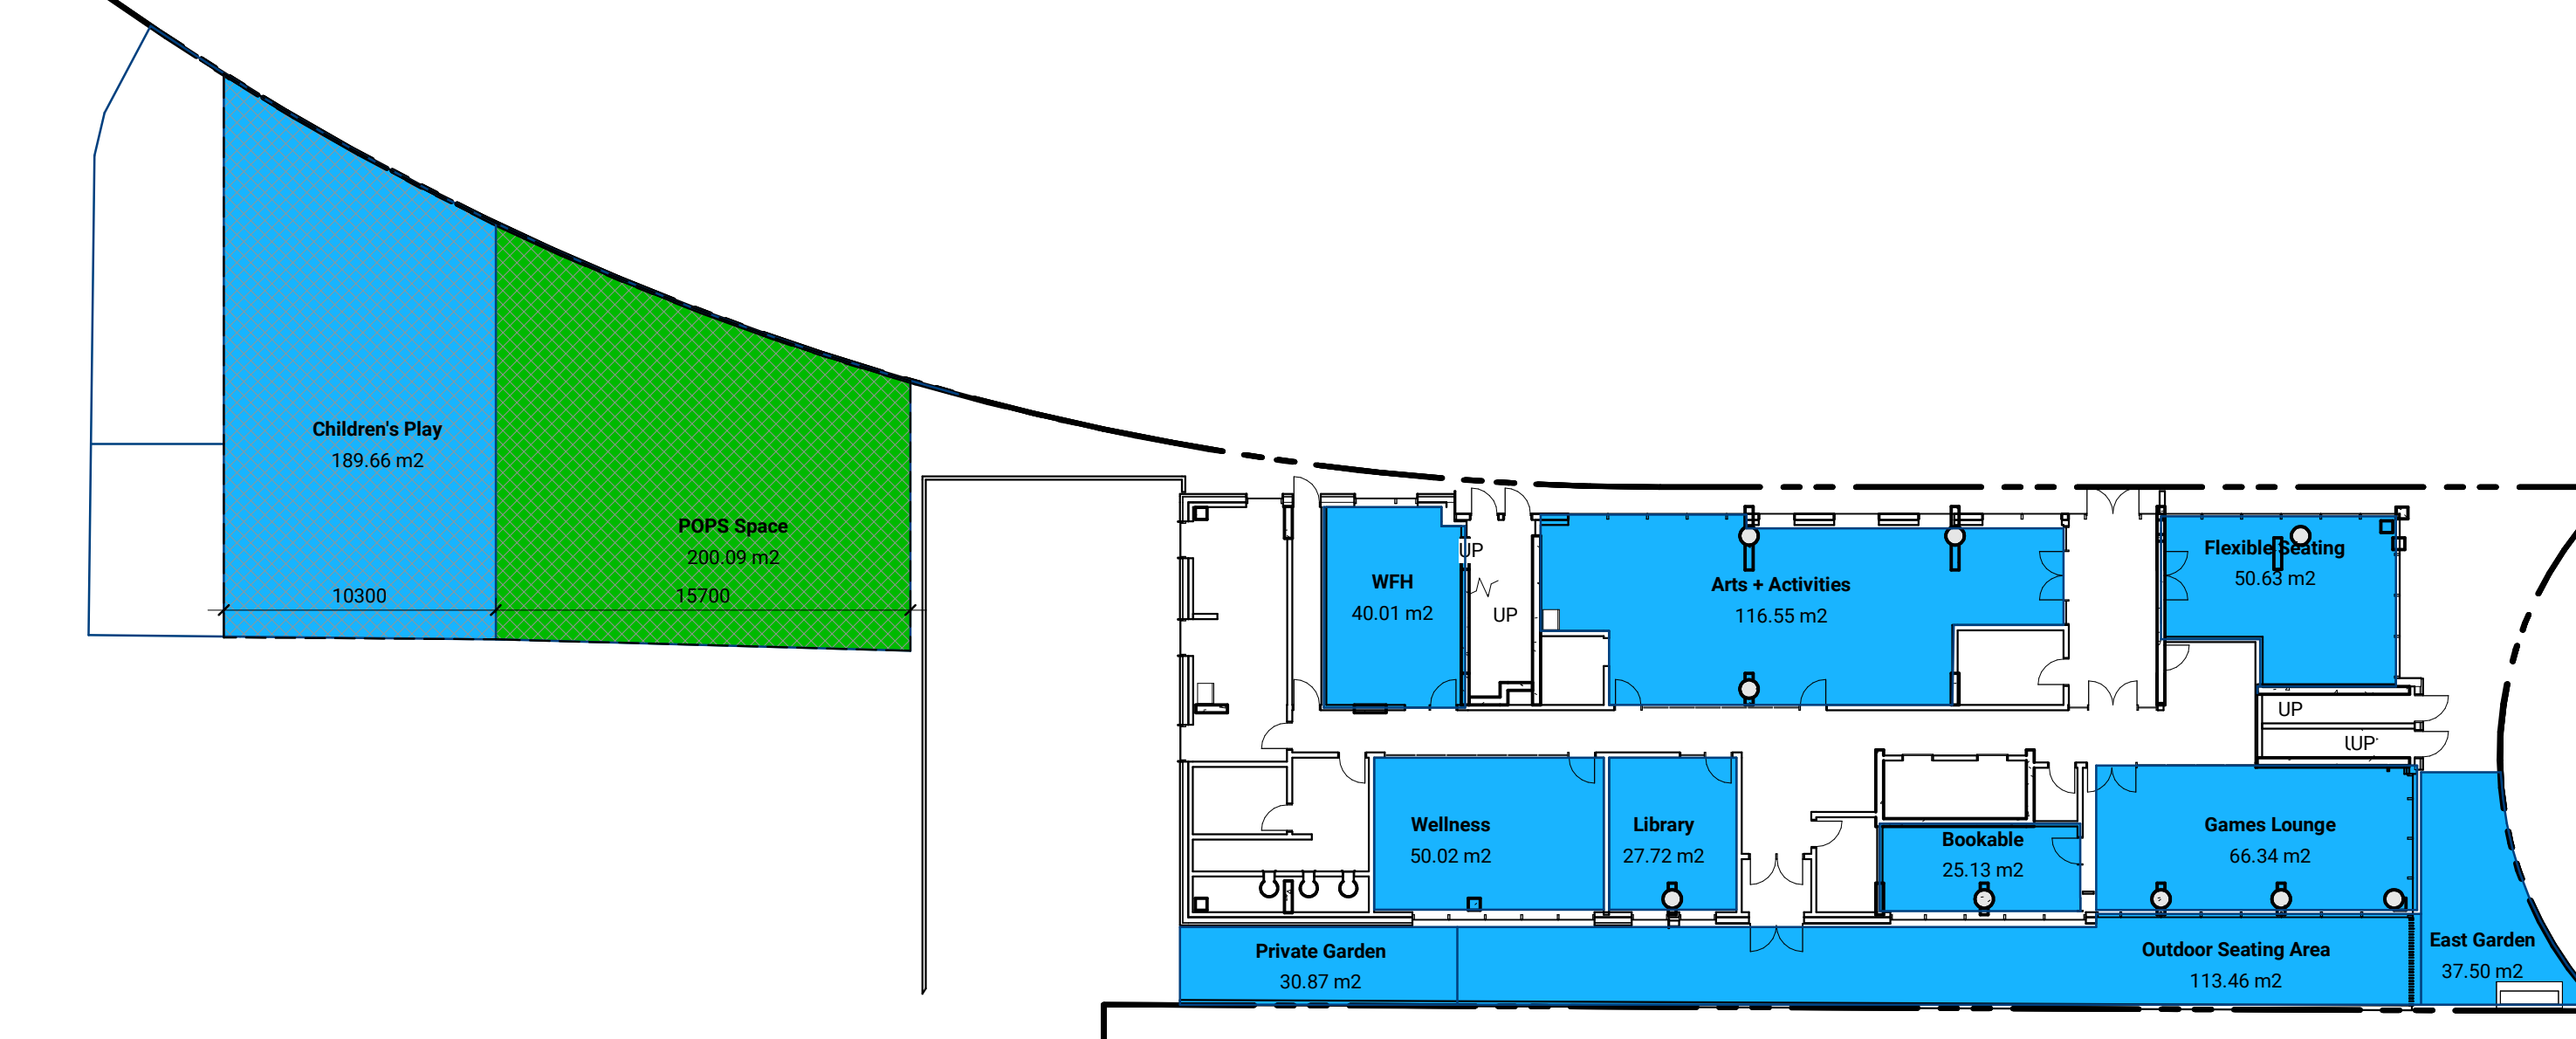 Children's Play
189.66 m2
POPS Space
200.09 m2
10300
15700
WFH
40.01 m2
UP
UP
Arts + Activities
116.55 m2
Flexible Seating
50.63 m2
UP
UP
Wellness
50.02 m2
Library
27.72 m2
Bookable
25.13 m2
Games Lounge
66.34 m2
Private Garden
30.87 m2
Outdoor Seating Area
113.46 m2
East Garden
37.50 m2